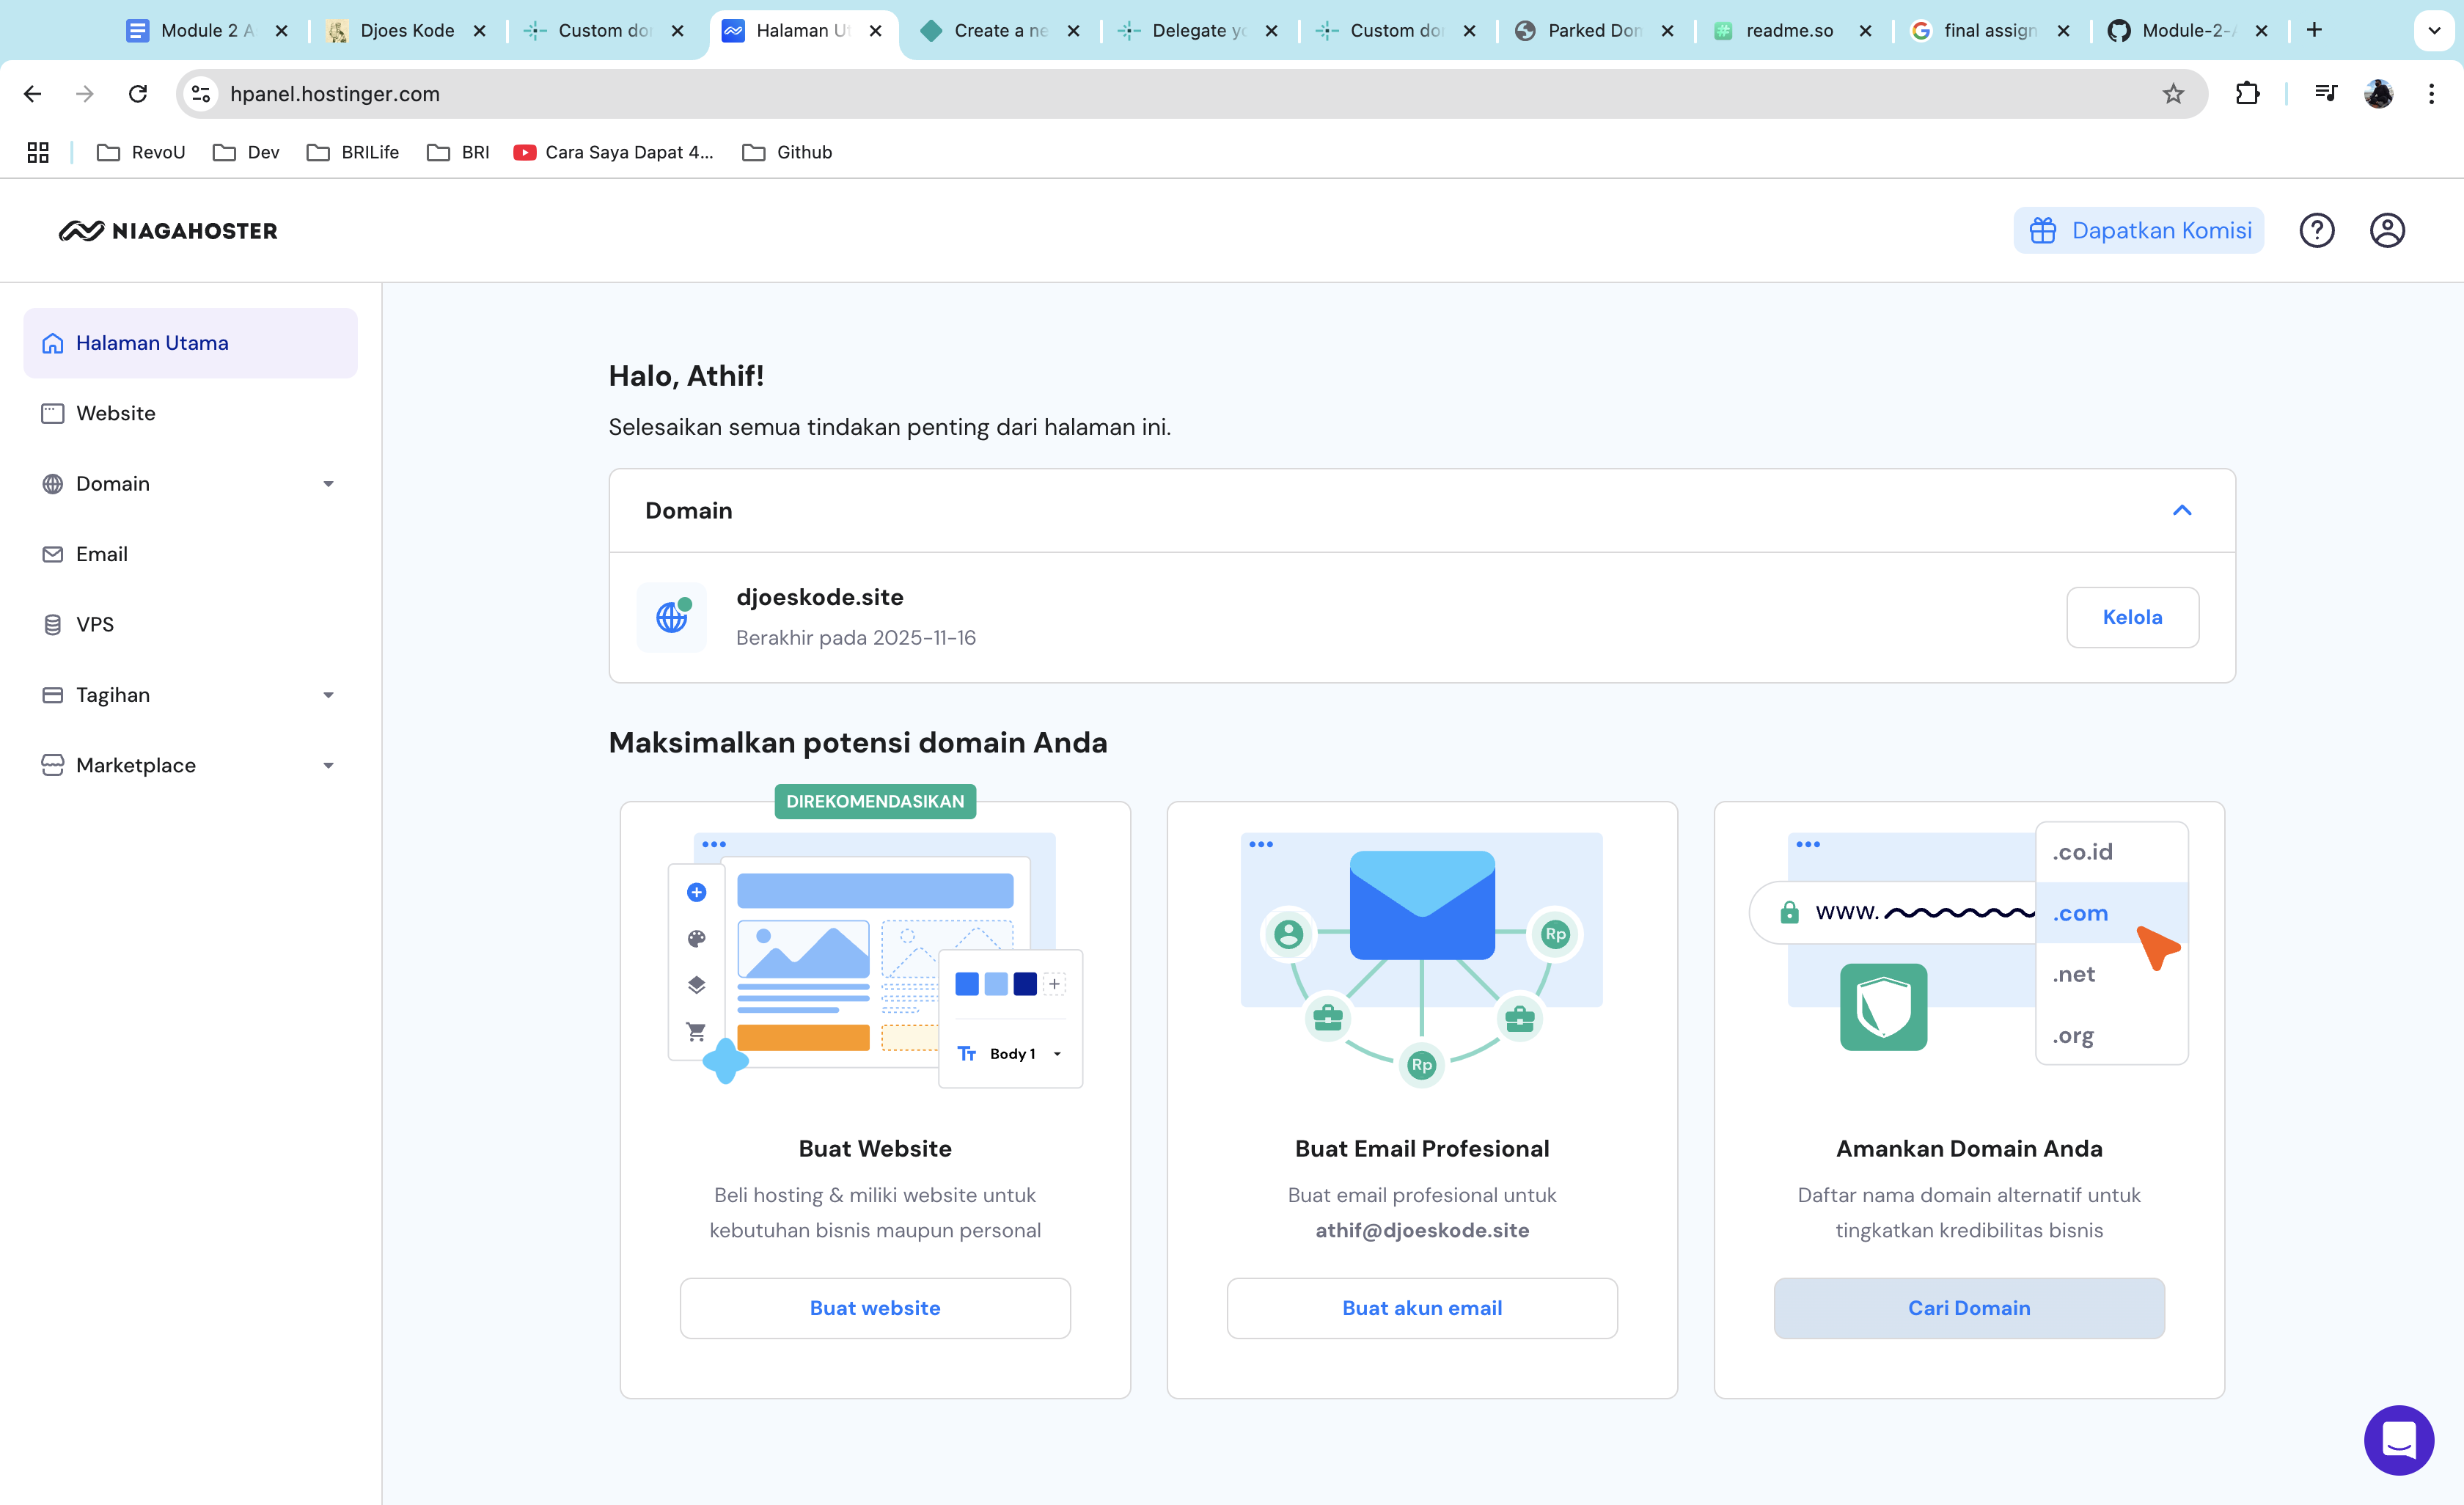 Module 2 A
Djoes Kode
Custom do
Halaman Ut
Create a ne
Delegate yo
Custom do
Parked Don
readme.so
final assign
Module-2-
hpanel.hostinger.com
RevoU
Dev
BRILife
BRI
Cara Saya Dapat 4...
Github
NIAGAHOSTER
Dapatkan Komisi
Halaman Utama
Website
Domain
Email
VPS
Tagihan
Marketplace
Halo, Athif!
Selesaikan semua tindakan penting dari halaman ini.
Domain
djoeskode.site
Berakhir pada 2025-11-16
Kelola
Maksimalkan potensi domain Anda
DIREKOMENDASIKAN
Tт Body 1
Buat Website
Beli hosting & miliki website untuk
kebutuhan bisnis maupun personal
Buat website
Rp
Rp
Buat Email Profesional
Buat email profesional untuk
athif@djoeskode.site
Buat akun email
.co.id
www.
.com
.net
.org
Amankan Domain Anda
Daftar nama domain alternatif untuk
tingkatkan kredibilitas bisnis
Cari Domain